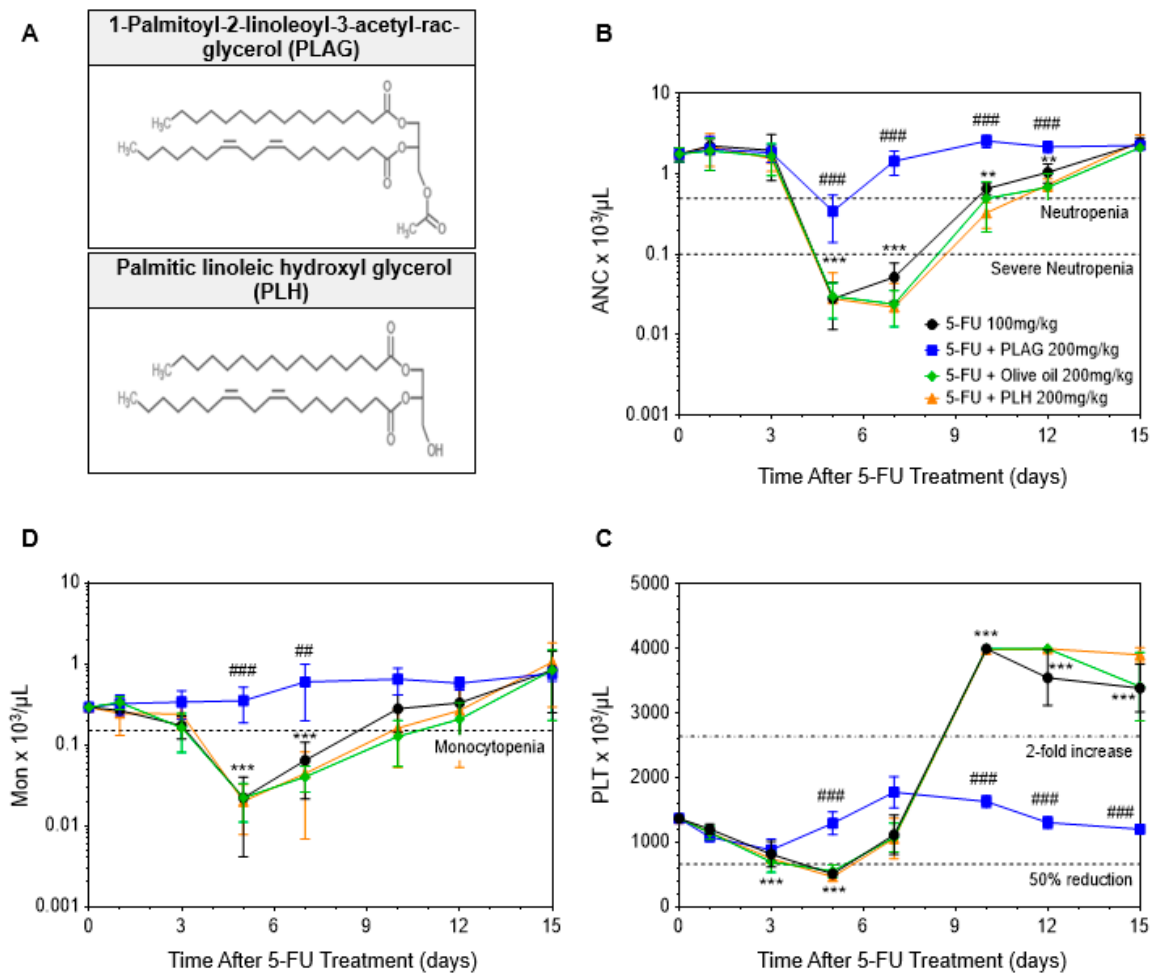 A
1-Palmitoyl-2-linoleoyl-3-acetyl-rac-
glycerol (PLAG)
O
H₃C
O
O
H₃C
O
O
H₃C
O
Palmitic linoleic hydroxyl glycerol
(PLH)
O
H₃C
O
H₃C
O
O
OH
B
ANC x 10³/µL
10
1
0.1
0.01
0.001
###
###
###
###
**
**
***
***
Neutropenia
Severe Neutropenia
5-FU 100mg/kg
5-FU + PLAG 200mg/kg
5-FU + Olive oil 200mg/kg
5-FU + PLH 200mg/kg
0 3 6 9 12 15
Time After 5-FU Treatment (days)
D
Mon x 10³/µL
10
1
0.1
0.01
0.001
###
##
***
***
Monocytopenia
0 3 6 9 12 15
Time After 5-FU Treatment (days)
C
PLT x 10³/µL
5000
4000
3000
2000
1000
0
***
***
***
2-fold increase
###
###
###
###
50% reduction
***
***
0 3 6 9 12 15
Time After 5-FU Treatment (days)